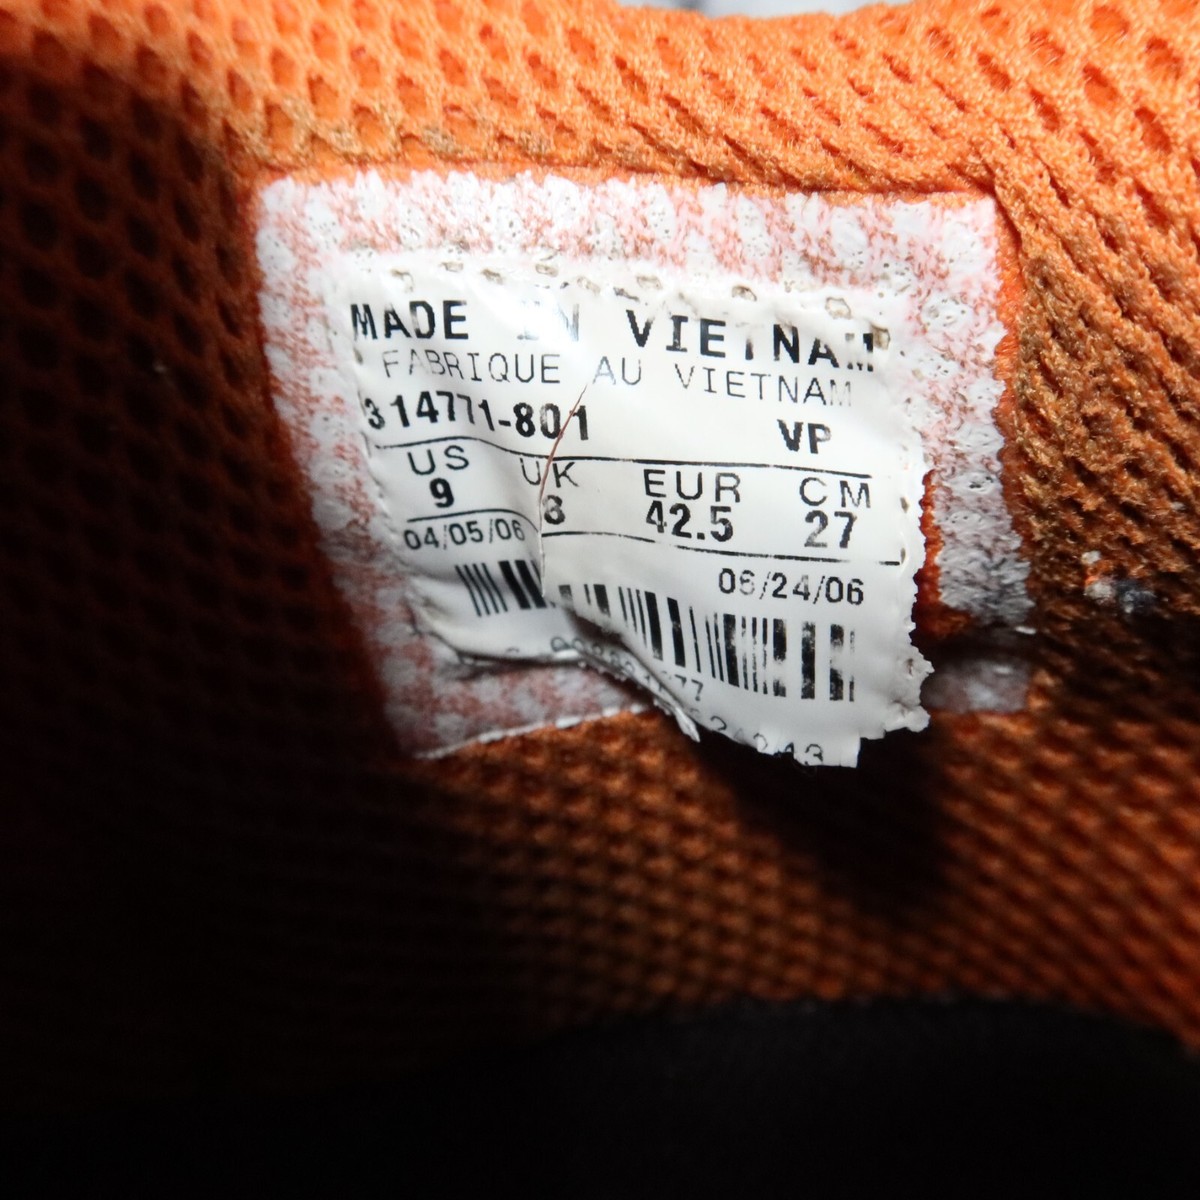 MADE IN VIETNAM
FABRIQUE AU VIETNAM
314771-801 VP
US UK EUR CM
9 8 42.5 27
04/05/06 06/24/06